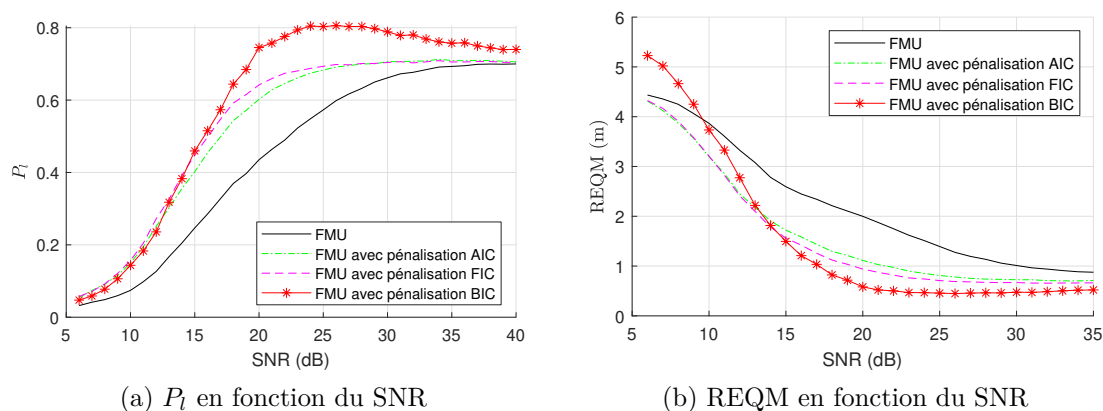 0.8
0.6
0.4
0.2
0
P_l
5
10
15
20
25
30
35
40
SNR (dB)
FMU
FMU avec pénalisation AIC
FMU avec pénalisation FIC
FMU avec pénalisation BIC
(a) P_l en fonction du SNR
6
5
4
3
2
1
0
REQM (m)
5
10
15
20
25
30
35
SNR (dB)
FMU
FMU avec pénalisation AIC
FMU avec pénalisation FIC
FMU avec pénalisation BIC
(b) REQM en fonction du SNR